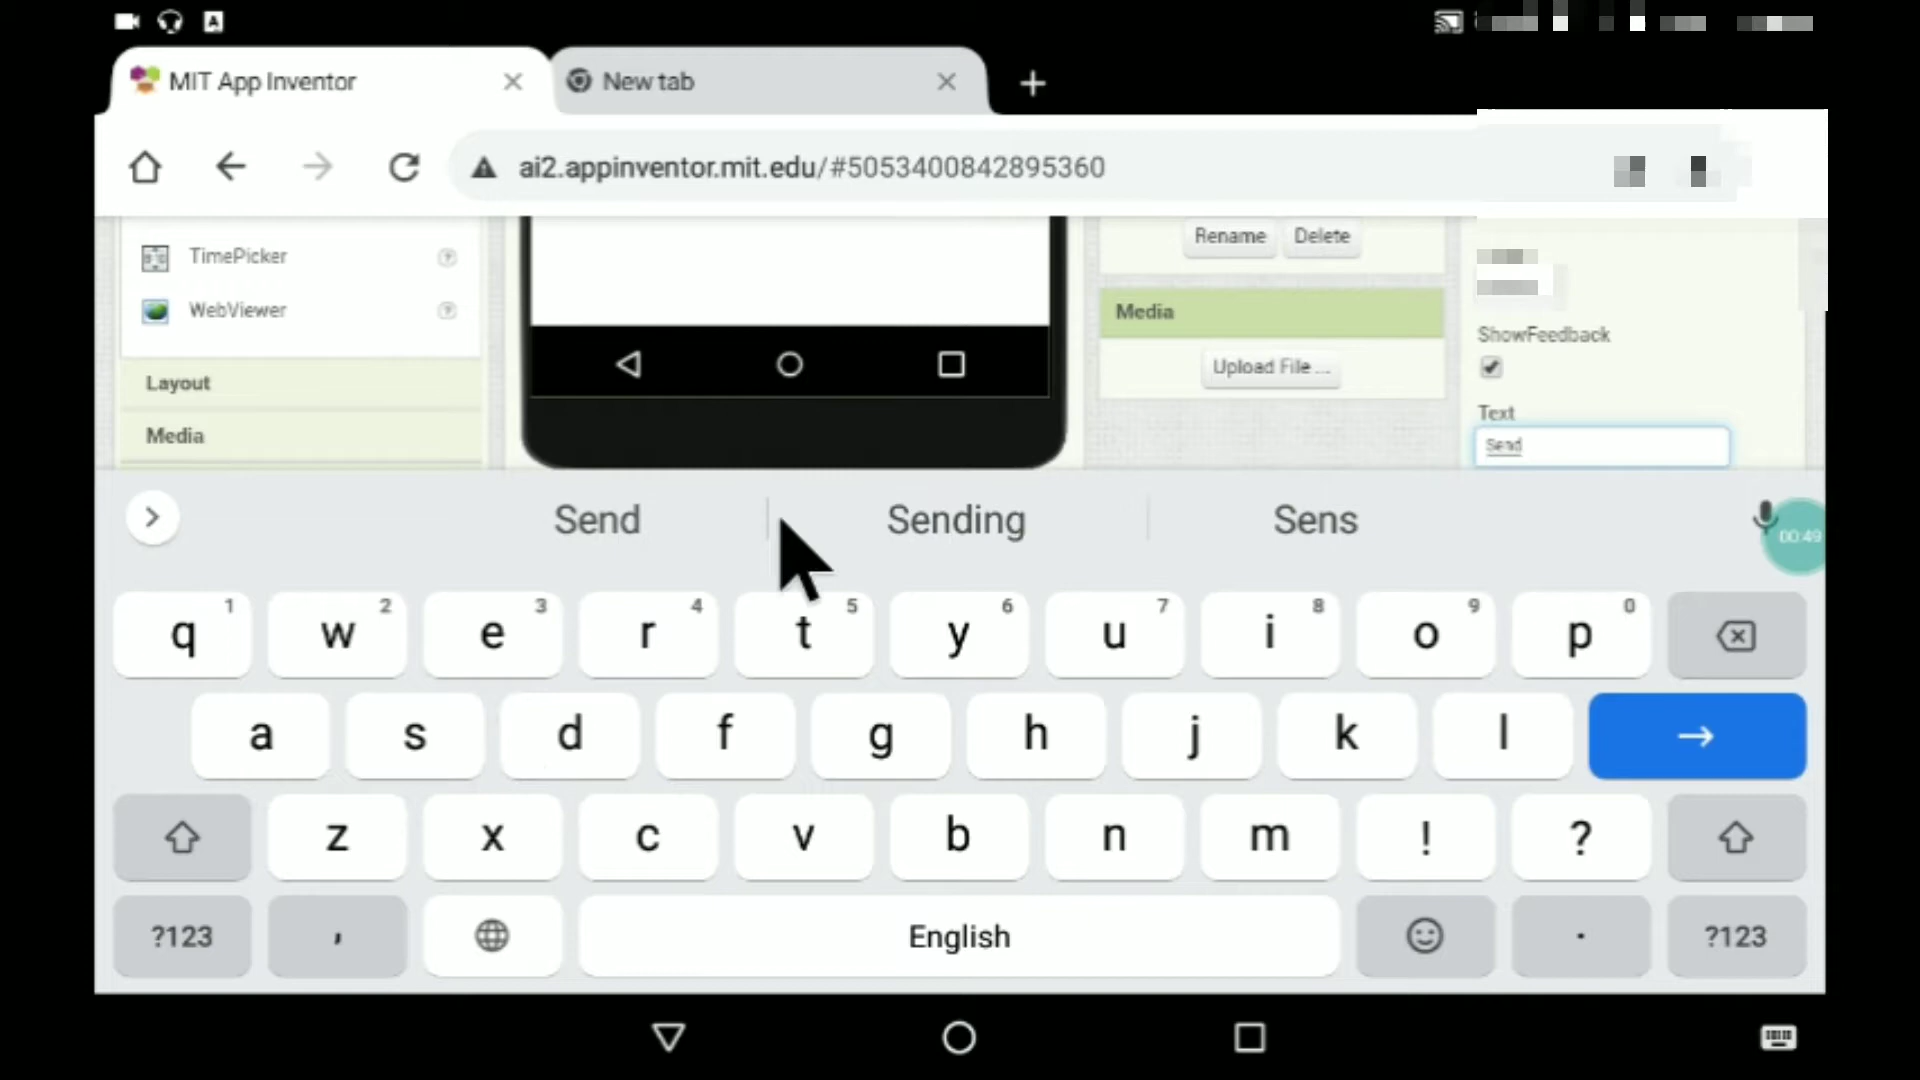 MIT App Inventor
New tab
ai2.appinventor.mit.edu/#5053400842895360
TimePicker
WebViewer
Layout
Media
Rename
Delete
Media
Upload File ...
ShowFeedback
Text
Send
Send
Sending
Sens
00:49
q 1 w 2 e 3 r 4 t 5 y 6 u 7 i 8 o 9 p 0
a s d f g h j k l
z x c v b n m ! ?
?123 , English . ?123